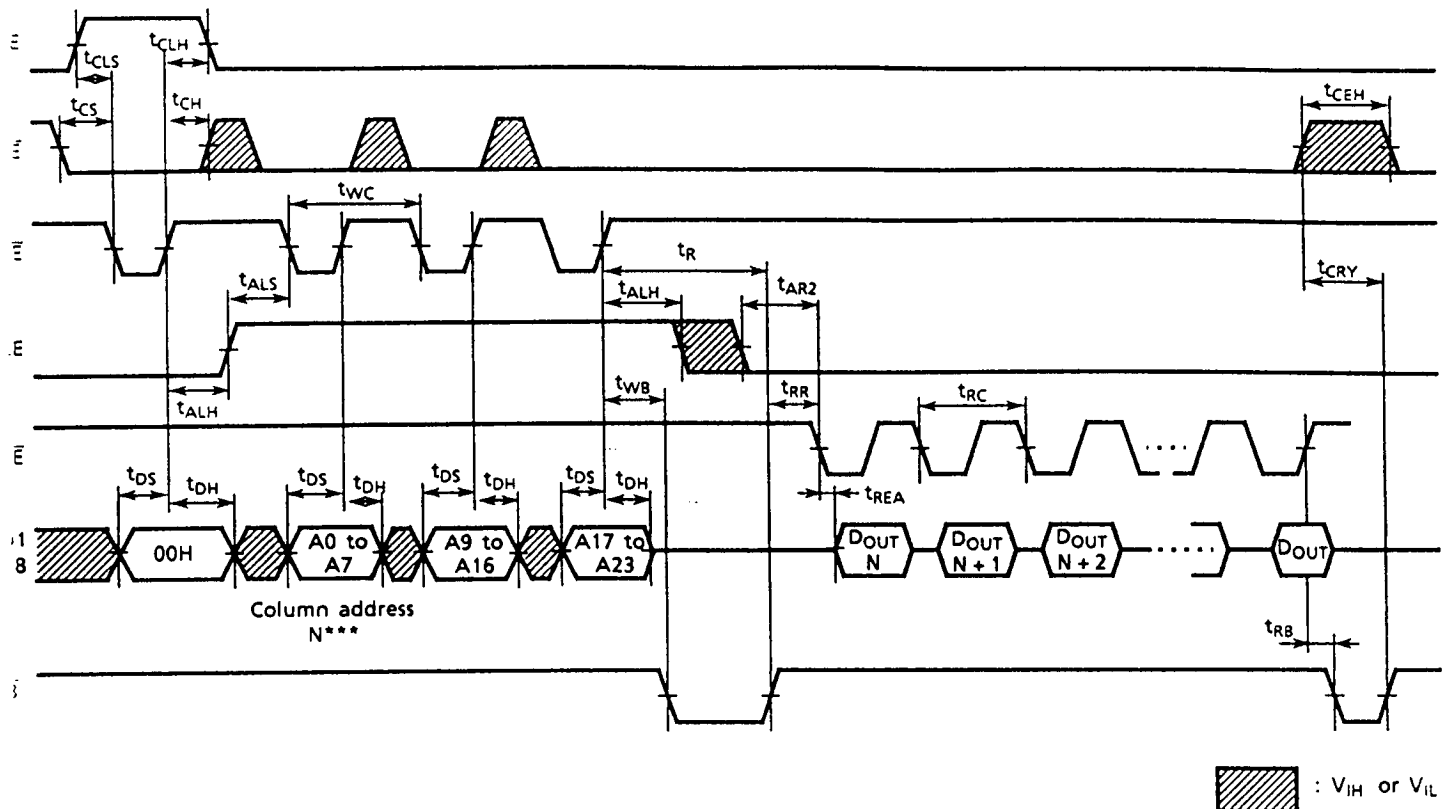 tCLH
tCLS
tCS
tCH
tCEH
tWC
tR
tCRY
tALS
tALH
tAR2
tALH
tWB
tRR
tRC
tDS
tDH
tDS
tDH
tDS
tDH
tDS
tDH
tREA
00H
A0 to
A7
A9 to
A16
A17 to
A23
DOUT
N
DOUT
N + 1
DOUT
N + 2
DOUT
8
Column address
N***
tRB
: VIH or VIL